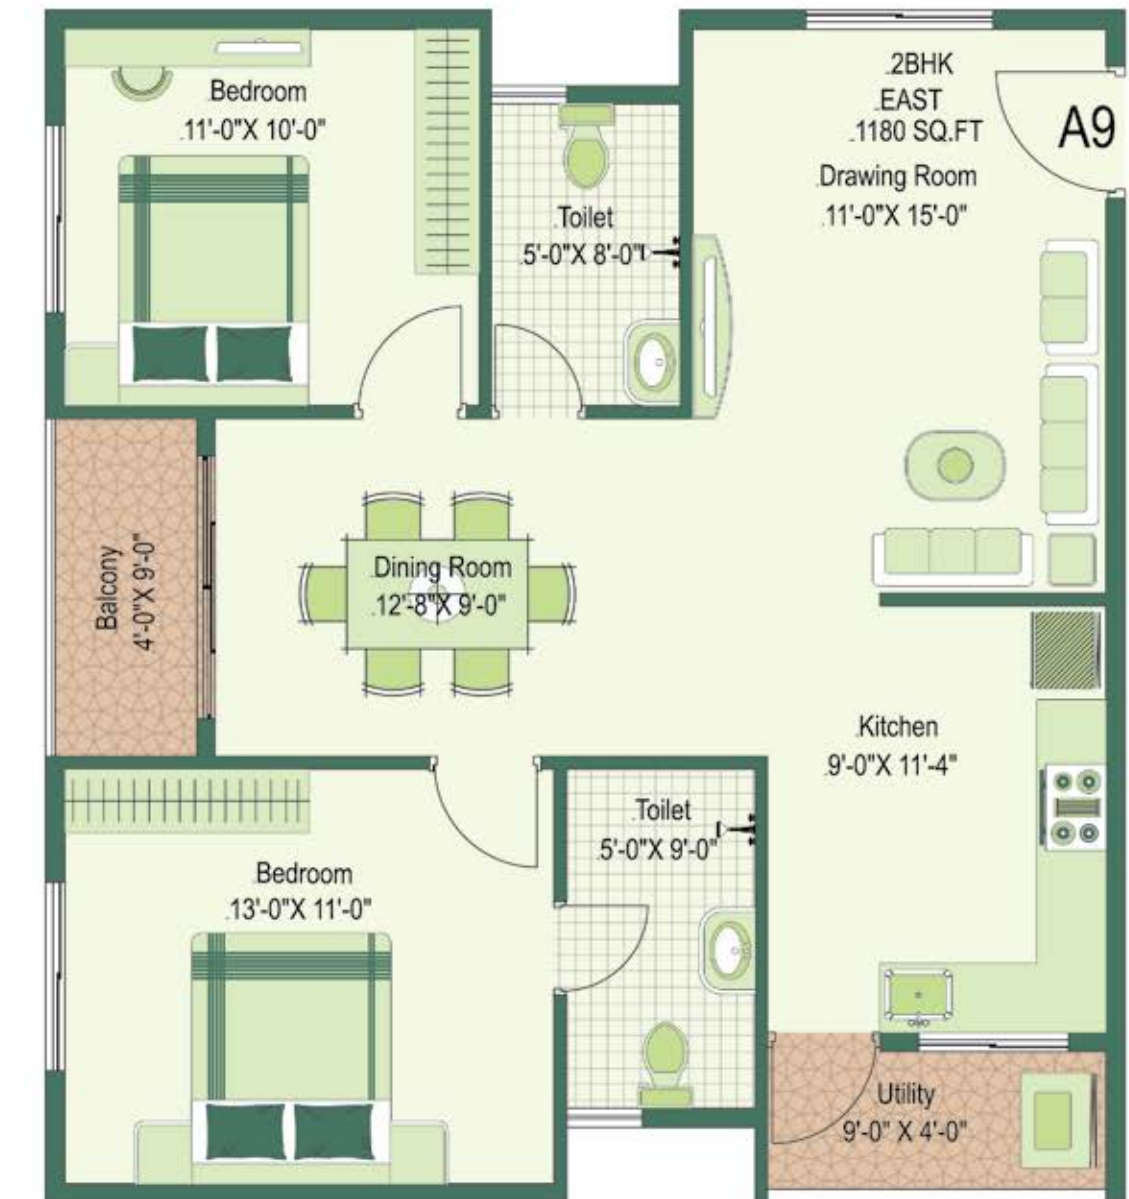 .Bedroom
.11'-0"X 10'-0"
.2BHK
.EAST
.1180 SQ.FT
A9
.Drawing Room
.11'-0"X 15'-0"
.Toilet
.5'-0"X 8'-0"
Balcony
4'-0"X 9'-0"
.Dining Room
.12'-8"X 9'-0"
.Kitchen
.9'-0"X 11'-4"
.Toilet
.5'-0"X 9'-0"
.Bedroom
.13'-0"X 11'-0"
Utility
9'-0" X 4'-0"